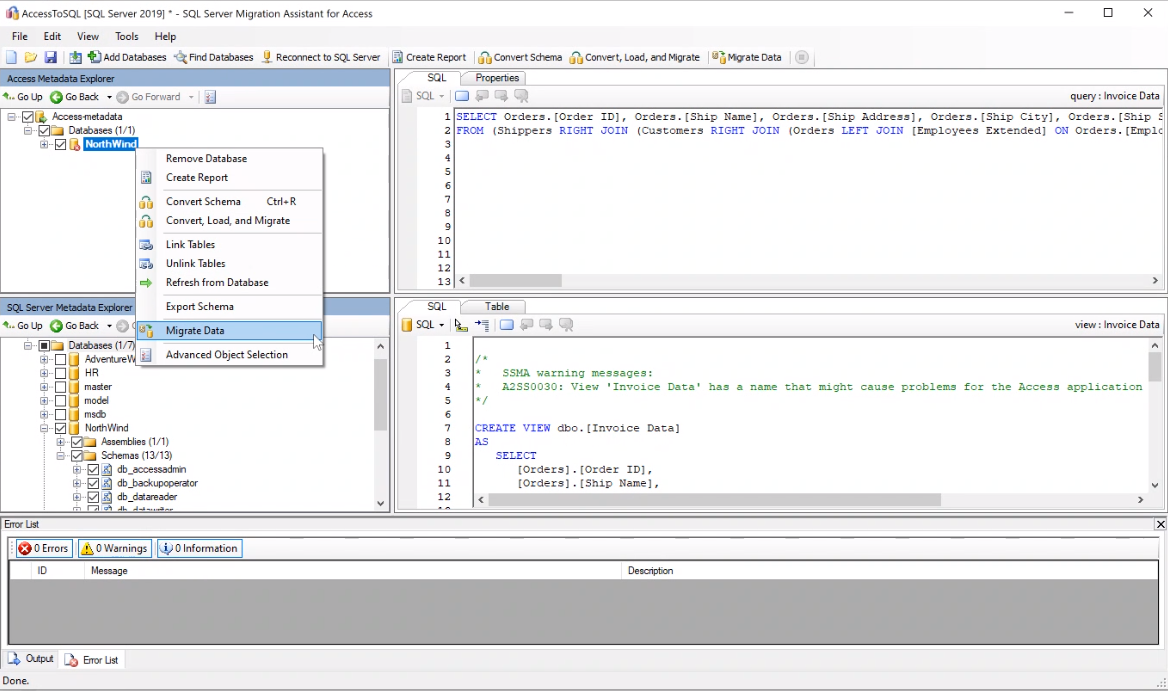 AccessToSQL [SQL Server 2019] * - SQL Server Migration Assistant for Access
File Edit View Tools Help
Add Databases Find Databases Reconnect to SQL Server Create Report Convert Schema Convert, Load, and Migrate Migrate Data
Access Metadata Explorer
Go Up Go Back Go Forward
Access-metadata
Databases (1/1)
NorthWind
Remove Database
Create Report
Convert Schema Ctrl+R
Convert, Load, and Migrate
Link Tables
Unlink Tables
Refresh from Database
Export Schema
Migrate Data
Advanced Object Selection
SQL Properties
SQL query : Invoice Data
1 SELECT Orders.[Order ID], Orders.[Ship Name], Orders.[Ship Address], Orders.[Ship City], Orders.[Ship S
2 FROM (Shippers RIGHT JOIN (Customers RIGHT JOIN (Orders LEFT JOIN [Employees Extended] ON Orders.[Emplo
3
4
5
6
7
8
9
10
11
12
13
SQL Server Metadata Explorer
Go Up Go Back
Databases (1/7)
AdventureW
HR
master
model
msdb
NorthWind
Assemblies (1/1)
Schemas (13/13)
db_accessadmin
db_backupoperator
db_datareader
SQL Table
SQL view : Invoice Data
1
2 /*
3 * SSMA warning messages:
4 * A2SS0030: View 'Invoice Data' has a name that might cause problems for the Access application
5 */
6
7 CREATE VIEW dbo.[Invoice Data]
8 AS
9 SELECT
10 [Orders].[Order ID],
11 [Orders].[Ship Name],
12
Error List
0 Errors 0 Warnings 0 Information
ID Message Description
Output Error List
Done.